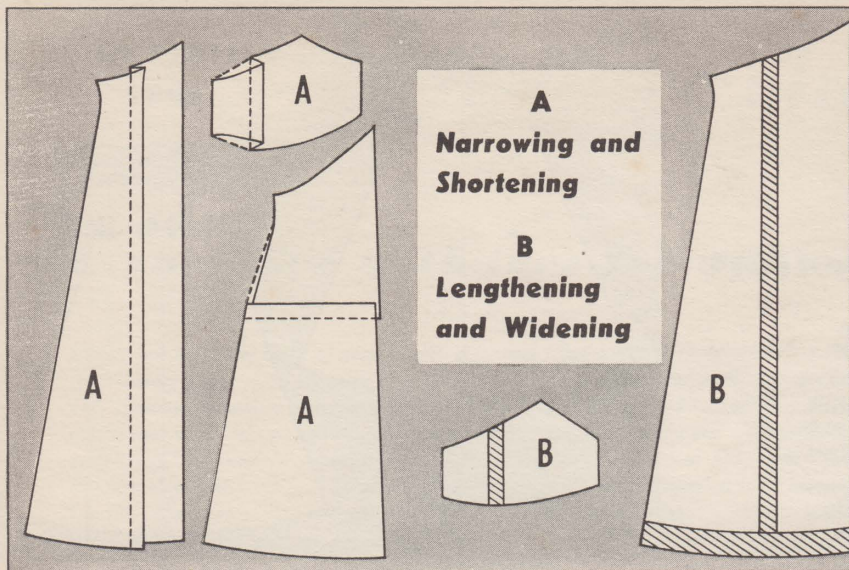 A
A
A
A
Narrowing and
Shortening
B
Lengthening
and Widening
B
B